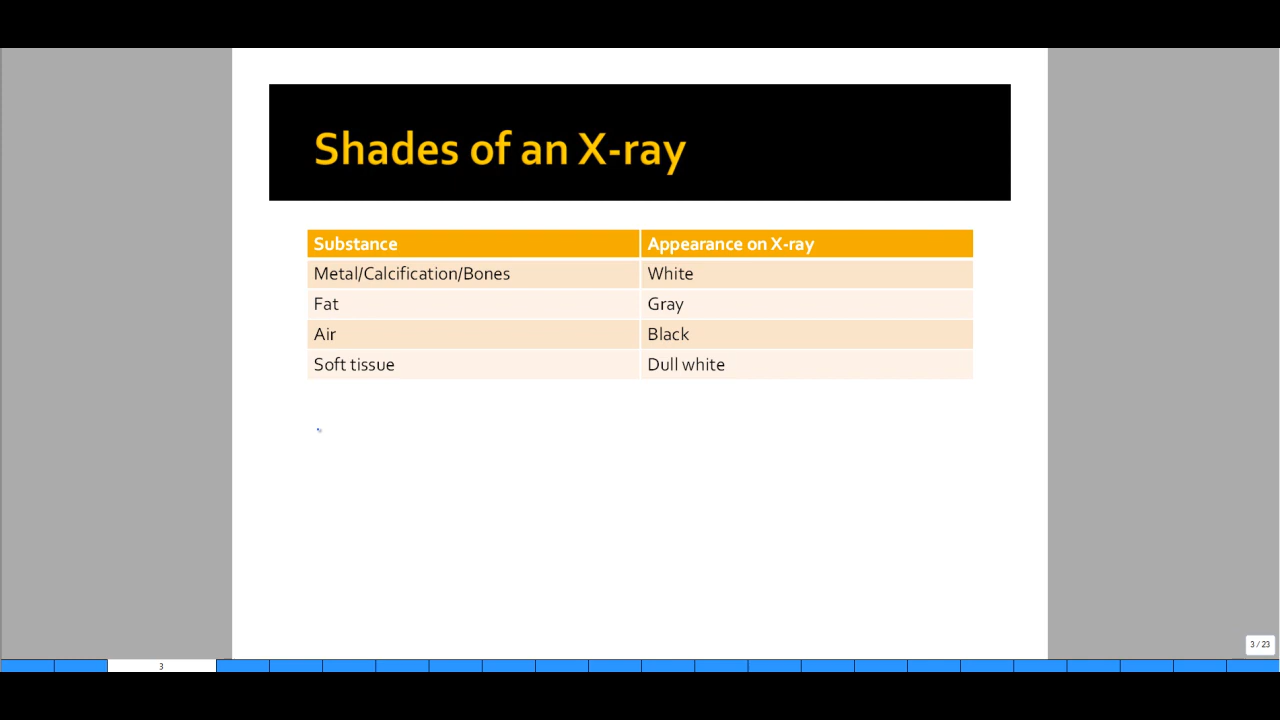 Shades of an X-ray
Substance Appearance on X-ray
Metal/Calcification/Bones White
Fat Gray
Air Black
Soft tissue Dull white
3 / 23
3